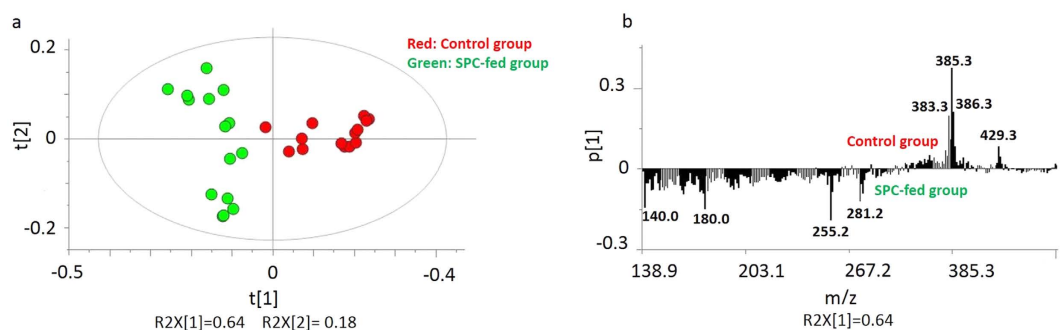 a
Red: Control group
Green: SPC-fed group
0.2
0
-0.2
t[2]
-0.5
0
-0.4
t[1]
R2X[1]=0.64 R2X[2]= 0.18
b
385.3
0.3
383.3
386.3
Control group
429.3
p[1]
0
SPC-fed group
140.0
180.0
281.2
255.2
-0.3
138.9
203.1
267.2
385.3
m/z
R2X[1]=0.64